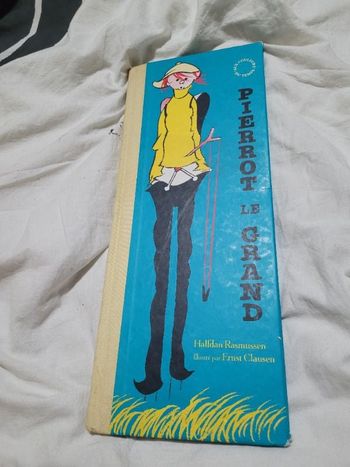 PIERROT LE GRAND
Halfdan Rasmussen
illustré par Ernst Clausen